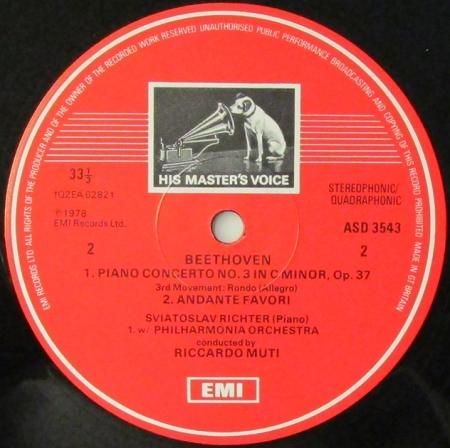 EMI RECORDS LTD. ALL RIGHTS OF THE PRODUCER AND OF THE OWNER OF THE RECORDED WORK RESERVED UNAUTHORISED PUBLIC PERFORMANCE BROADCASTING AND COPYING OF THIS RECORD PROHIBITED MADE IN GT BRITAIN
HIS MASTER'S VOICE
33⅓
YQZEA 62821
℗ 1978
EMI Records Ltd.
STEREOPHONIC/
QUADRAPHONIC
ASD 3543
2
2
BEETHOVEN
1. PIANO CONCERTO NO. 3 IN C MINOR, Op. 37
3rd Movement: Rondo (Allegro)
2. ANDANTE FAVORI
SVIATOSLAV RICHTER (Piano)
1. w/ PHILHARMONIA ORCHESTRA
conducted by
RICCARDO MUTI
EMI